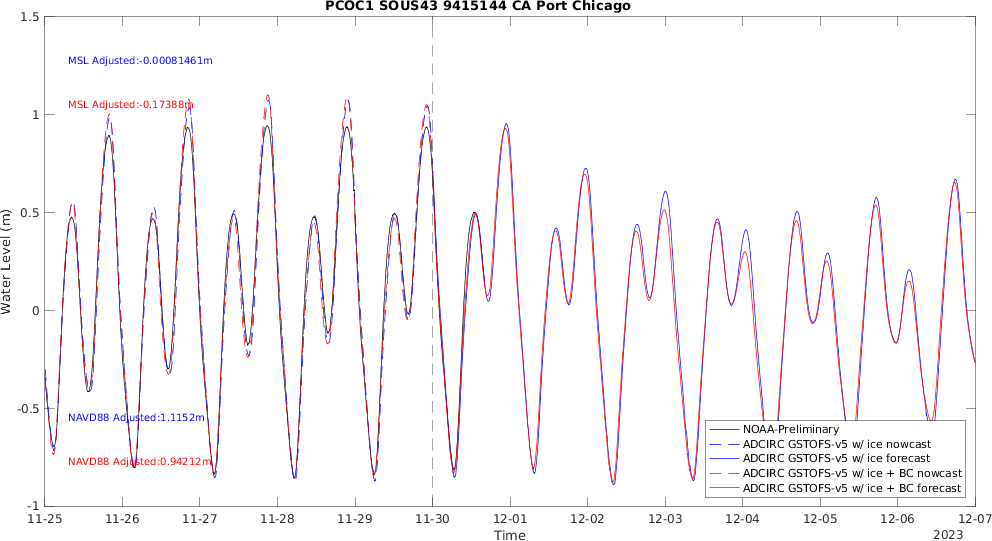 PCOC1 SOUS43 9415144 CA Port Chicago
1.5
MSL Adjusted:-0.00081461m
MSL Adjusted:-0.17388m
1
0.5
Water Level (m)
0
-0.5
NAVD88 Adjusted:1.1152m
NAVD88 Adjusted:0.94212m
NOAA-Preliminary
ADCIRC GSTOFS-v5 w/ ice nowcast
ADCIRC GSTOFS-v5 w/ ice forecast
ADCIRC GSTOFS-v5 w/ ice + BC nowcast
ADCIRC GSTOFS-v5 w/ ice + BC forecast
-1
11-25 11-26 11-27 11-28 11-29 11-30 12-01 12-02 12-03 12-04 12-05 12-06 12-07
Time
2023